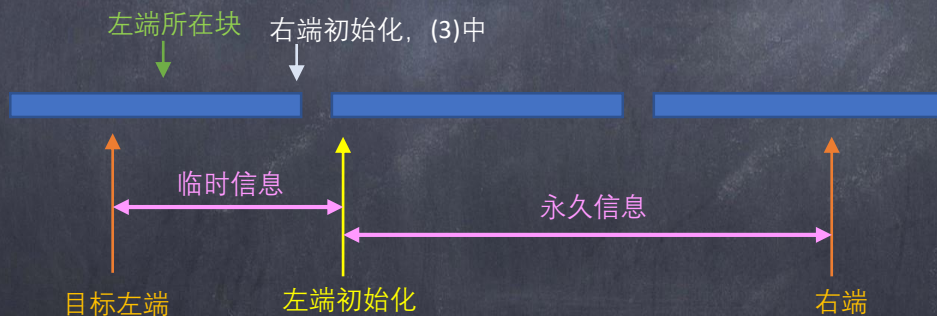 左端所在块
右端初始化，(3)中
临时信息
永久信息
目标左端
左端初始化
右端